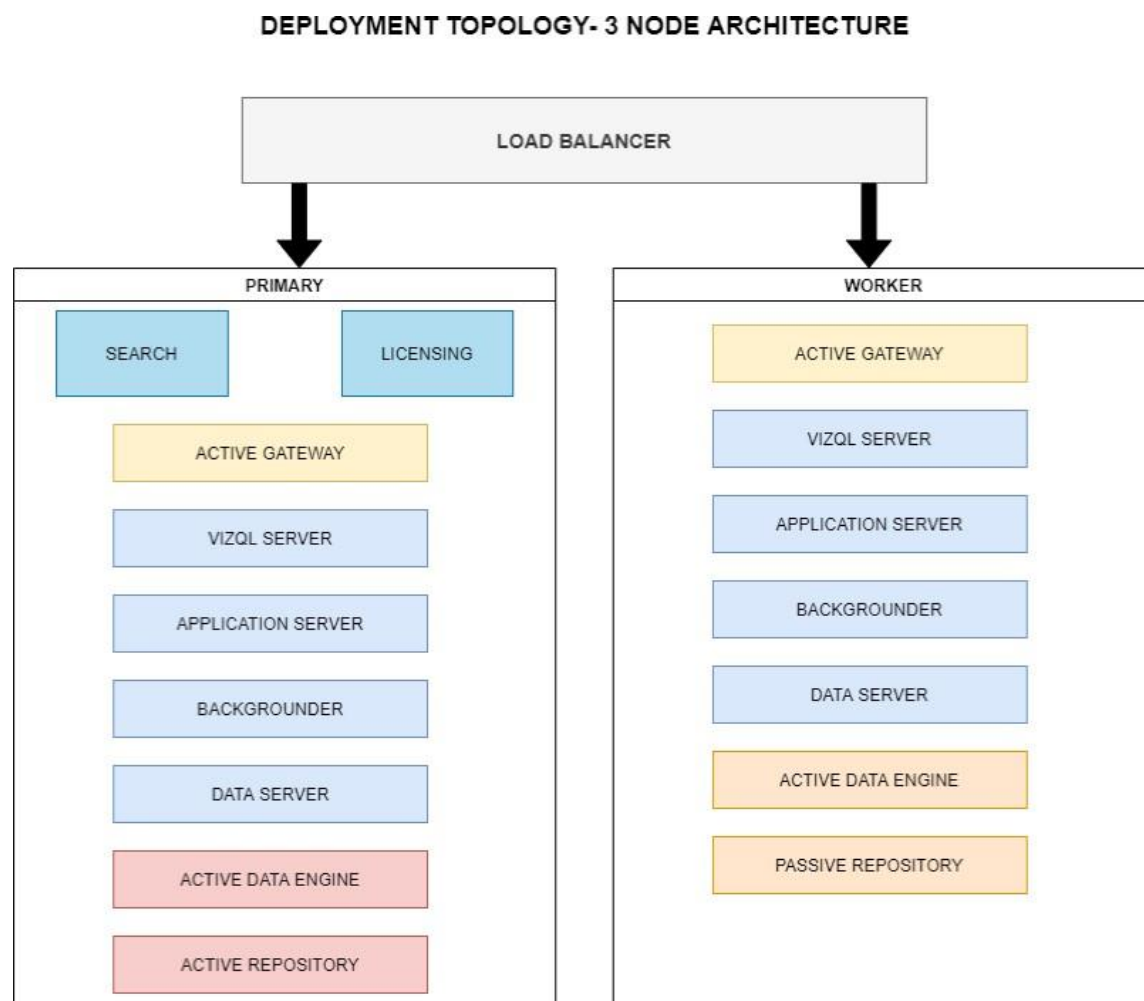 DEPLOYMENT TOPOLOGY- 3 NODE ARCHITECTURE
LOAD BALANCER
PRIMARY
SEARCH
LICENSING
ACTIVE GATEWAY
VIZQL SERVER
APPLICATION SERVER
BACKGROUNDER
DATA SERVER
ACTIVE DATA ENGINE
ACTIVE REPOSITORY
WORKER
ACTIVE GATEWAY
VIZQL SERVER
APPLICATION SERVER
BACKGROUNDER
DATA SERVER
ACTIVE DATA ENGINE
PASSIVE REPOSITORY